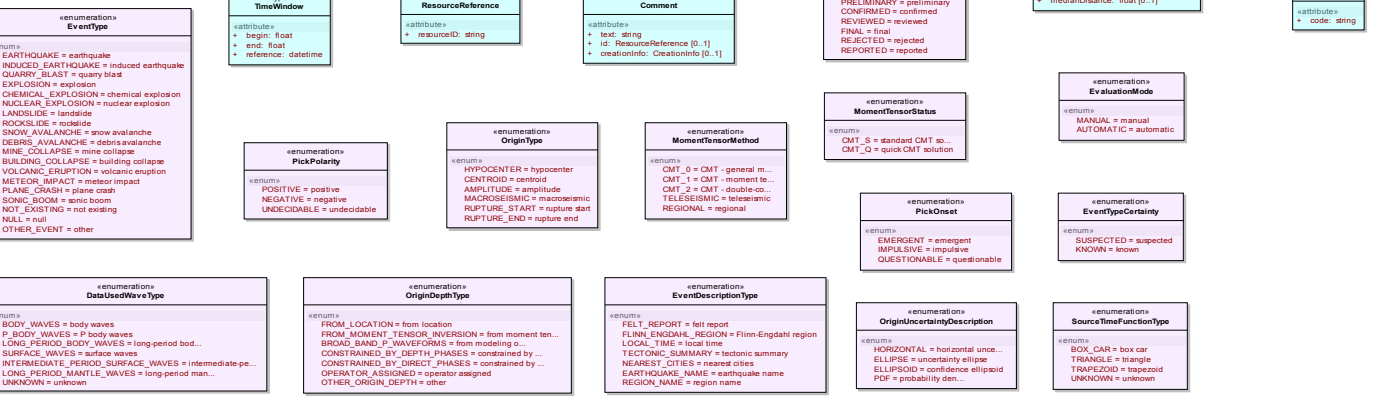 «enumeration»
EventType
«enum»
EARTHQUAKE = earthquake
INDUCED_EARTHQUAKE = induced earthquake
QUARRY_BLAST = quarry blast
EXPLOSION = explosion
CHEMICAL_EXPLOSION = chemical explosion
NUCLEAR_EXPLOSION = nuclear explosion
LANDSLIDE = landslide
ROCKSLIDE = rockslide
SNOW_AVALANCHE = snow avalanche
DEBRIS_AVALANCHE = debris avalanche
MINE_COLLAPSE = mine collapse
BUILDING_COLLAPSE = building collapse
VOLCANIC_ERUPTION = volcanic eruption
METEOR_IMPACT = meteor impact
PLANE_CRASH = plane crash
SONIC_BOOM = sonic boom
NOT_EXISTING = not existing
NULL = null
OTHER_EVENT = other
TimeWindow
«attribute»
+ begin: float
+ end: float
+ reference: datetime
ResourceReference
«attribute»
+ resourceID: string
Comment
«attribute»
+ text: string
+ id: ResourceReference [0..1]
+ creationInfo: CreationInfo [0..1]
PRELIMINARY = preliminary
CONFIRMED = confirmed
REVIEWED = reviewed
FINAL = final
REJECTED = rejected
REPORTED = reported
medianDistance: float [0..1]
«attribute»
+ code: string
«enumeration»
PickPolarity
«enum»
POSITIVE = positive
NEGATIVE = negative
UNDECIDABLE = undecidable
«enumeration»
OriginType
«enum»
HYPOCENTER = hypocenter
CENTROID = centroid
AMPLITUDE = amplitude
MACROSEISMIC = macroseismic
RUPTURE_START = rupture start
RUPTURE_END = rupture end
«enumeration»
MomentTensorMethod
«enum»
CMT_0 = CMT - general m...
CMT_1 = CMT - moment te...
CMT_2 = CMT - double-co...
TELESEISMIC = teleseismic
REGIONAL = regional
«enumeration»
MomentTensorStatus
«enum»
CMT_S = standard CMT so...
CMT_Q = quick CMT solution
«enumeration»
EvaluationMode
«enum»
MANUAL = manual
AUTOMATIC = automatic
«enumeration»
PickOnset
«enum»
EMERGENT = emergent
IMPULSIVE = impulsive
QUESTIONABLE = questionable
«enumeration»
EventTypeCertainty
«enum»
SUSPECTED = suspected
KNOWN = known
«enumeration»
DataUsedWaveType
«enum»
BODY_WAVES = body waves
P_BODY_WAVES = P body waves
LONG_PERIOD_BODY_WAVES = long-period bod...
SURFACE_WAVES = surface waves
INTERMEDIATE_PERIOD_SURFACE_WAVES = intermediate-pe...
LONG_PERIOD_MANTLE_WAVES = long-period man...
UNKNOWN = unknown
«enumeration»
OriginDepthType
«enum»
FROM_LOCATION = from location
FROM_MOMENT_TENSOR_INVERSION = from moment ten...
BROAD_BAND_P_WAVEFORMS = from modeling o...
CONSTRAINED_BY_DEPTH_PHASES = constrained by ...
CONSTRAINED_BY_DIRECT_PHASES = constrained by ...
OPERATOR_ASSIGNED = operator assigned
OTHER_ORIGIN_DEPTH = other
«enumeration»
EventDescriptionType
«enum»
FELT_REPORT = felt report
FLINN_ENGDAHL_REGION = Flinn-Engdahl region
LOCAL_TIME = local time
TECTONIC_SUMMARY = tectonic summary
NEAREST_CITIES = nearest cities
EARTHQUAKE_NAME = earthquake name
REGION_NAME = region name
«enumeration»
OriginUncertaintyDescription
«enum»
HORIZONTAL = horizontal unce...
ELLIPSE = uncertainty ellipse
ELLIPSOID = confidence ellipsoid
PDF = probability den...
«enumeration»
SourceTimeFunctionType
«enum»
BOX_CAR = box car
TRIANGLE = triangle
TRAPEZOID = trapezoid
UNKNOWN = unknown